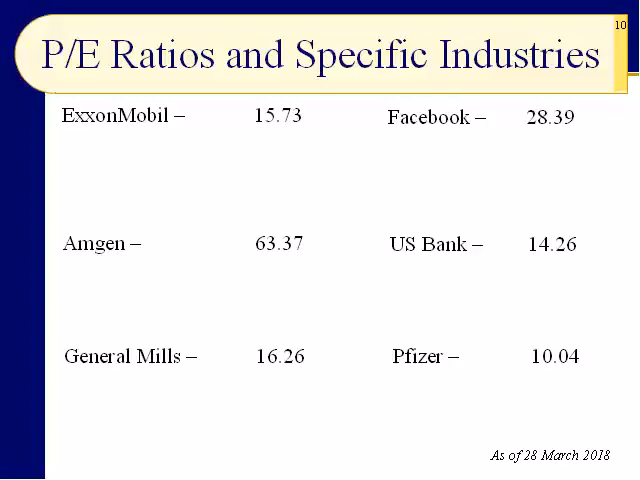 10
P/E Ratios and Specific Industries
ExxonMobil – 15.73 Facebook – 28.39
Amgen – 63.37 US Bank – 14.26
General Mills – 16.26 Pfizer – 10.04
As of 28 March 2018